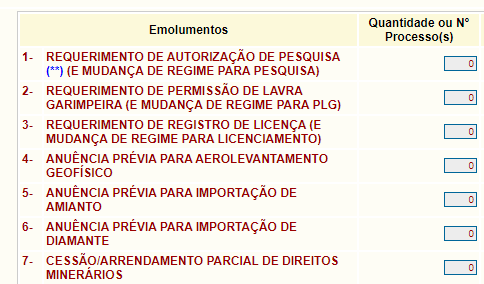 Emolumentos
Quantidade ou N°
Processo(s)
1- REQUERIMENTO DE AUTORIZAÇÃO DE PESQUISA
(**) (E MUDANÇA DE REGIME PARA PESQUISA)
0
2- REQUERIMENTO DE PERMISSÃO DE LAVRA
GARIMPEIRA (E MUDANÇA DE REGIME PARA PLG)
0
3- REQUERIMENTO DE REGISTRO DE LICENÇA (E
MUDANÇA DE REGIME PARA LICENCIAMENTO)
0
4- ANUÊNCIA PRÉVIA PARA AEROLEVANTAMENTO
GEOFÍSICO
0
5- ANUÊNCIA PRÉVIA PARA IMPORTAÇÃO DE
AMIANTO
0
6- ANUÊNCIA PRÉVIA PARA IMPORTAÇÃO DE
DIAMANTE
0
7- CESSÃO/ARRENDAMENTO PARCIAL DE DIREITOS
MINERÁRIOS
0